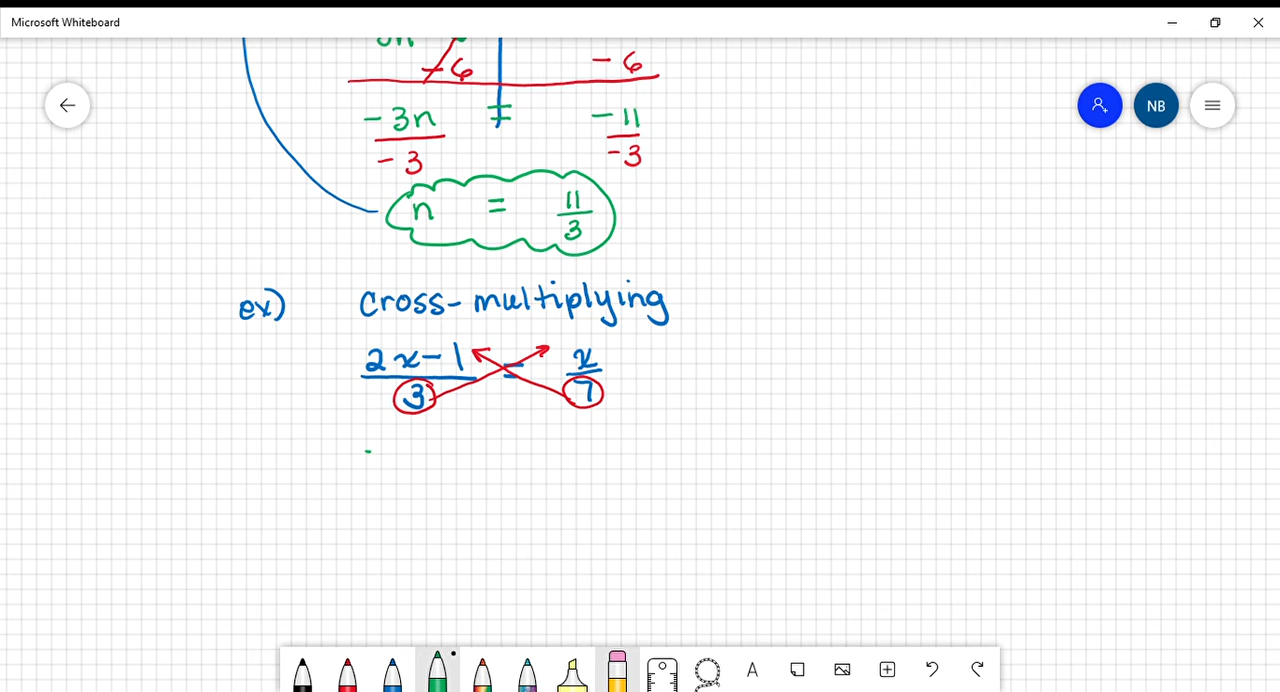 Microsoft Whiteboard
-6 -6
-3n = -11
-3 -3
n = 11/3
NB
ex) cross-multiplying
2x-1 = x
3 7
A